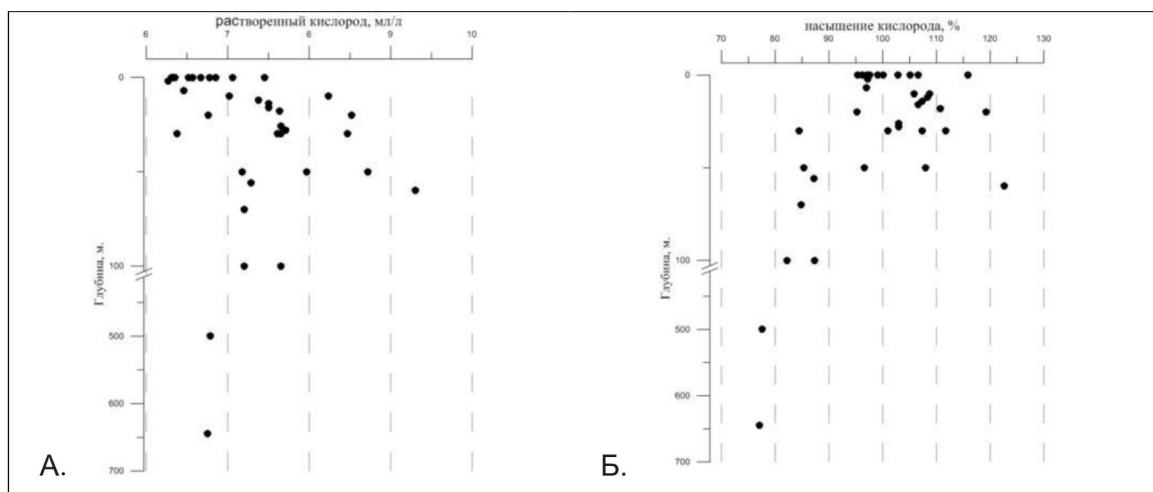 растворенный кислород, мл/л
6 7 8 9 10
0
100
500
600
700
Глубина, м.
А.
насыщение кислорода, %
70 80 90 100 110 120 130
0
100
500
600
700
Глубина, м.
Б.